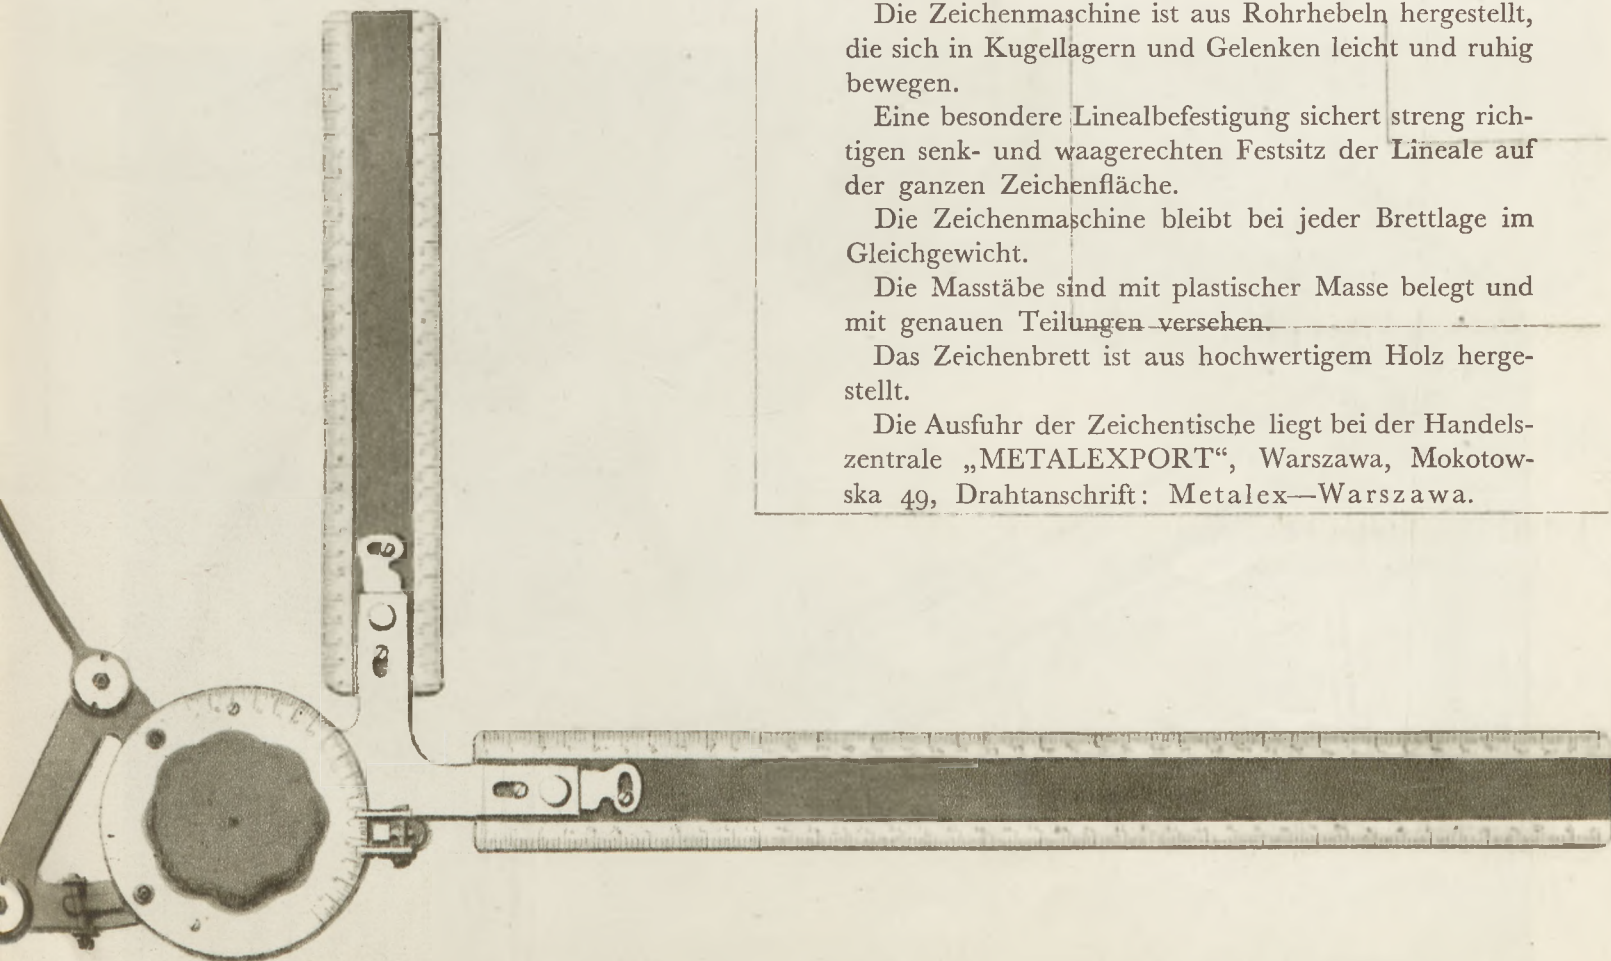 Die Zeichenmaschine ist aus Rohrhebeln hergestellt,
die sich in Kugellagern und Gelenken leicht und ruhig
bewegen.
Eine besondere Linealbefestigung sichert streng rich-
tigen senk- und waagerechten Festsitz der Lineale auf
der ganzen Zeichenfläche.
Die Zeichenmaschine bleibt bei jeder Brettlage im
Gleichgewicht.
Die Masstäbe sind mit plastischer Masse belegt und
mit genauen Teilungen versehen.
Das Zeichenbrett ist aus hochwertigem Holz herge-
stellt.
Die Ausfuhr der Zeichentische liegt bei der Handels-
zentrale „METALEXPORT“, Warszawa, Mokotow-
ska 49, Drahtanschrift: Metalex—Warszawa.